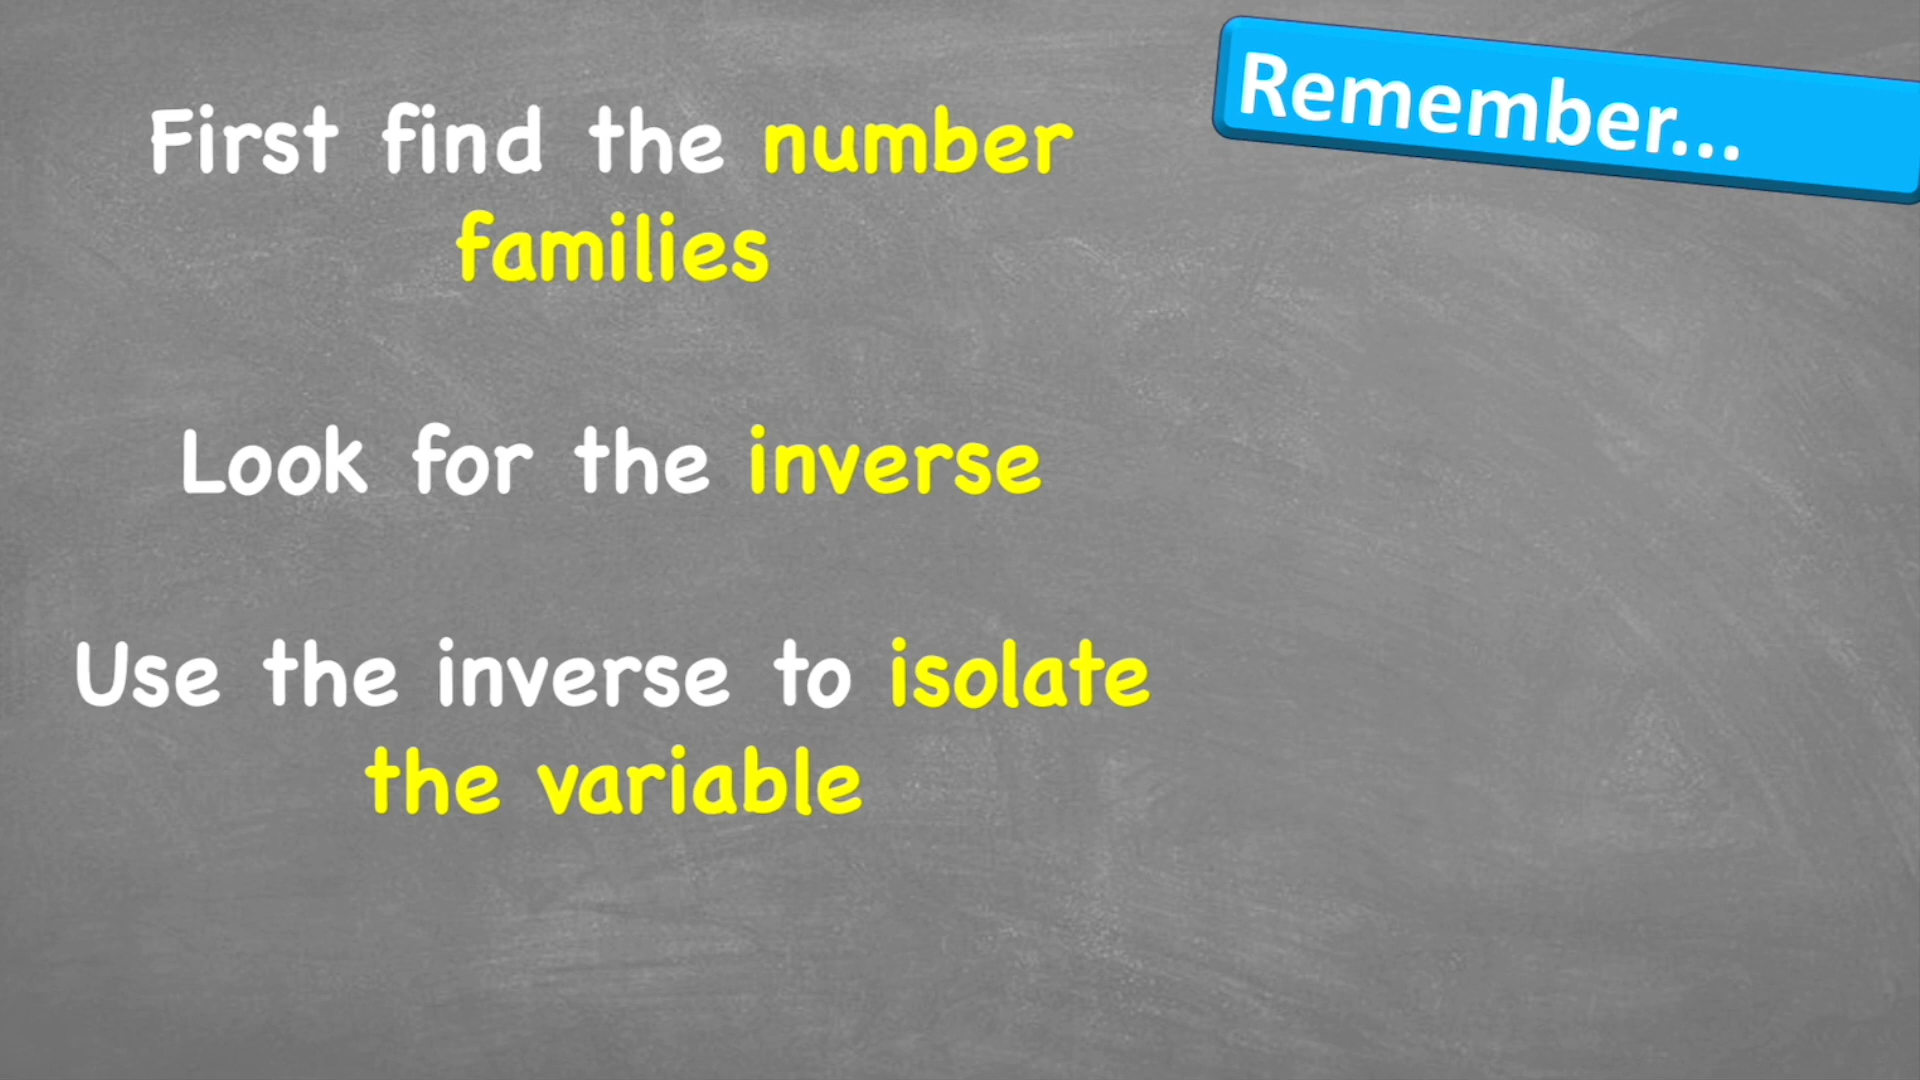 Remember...
First find the number
families
Look for the inverse
Use the inverse to isolate
the variable